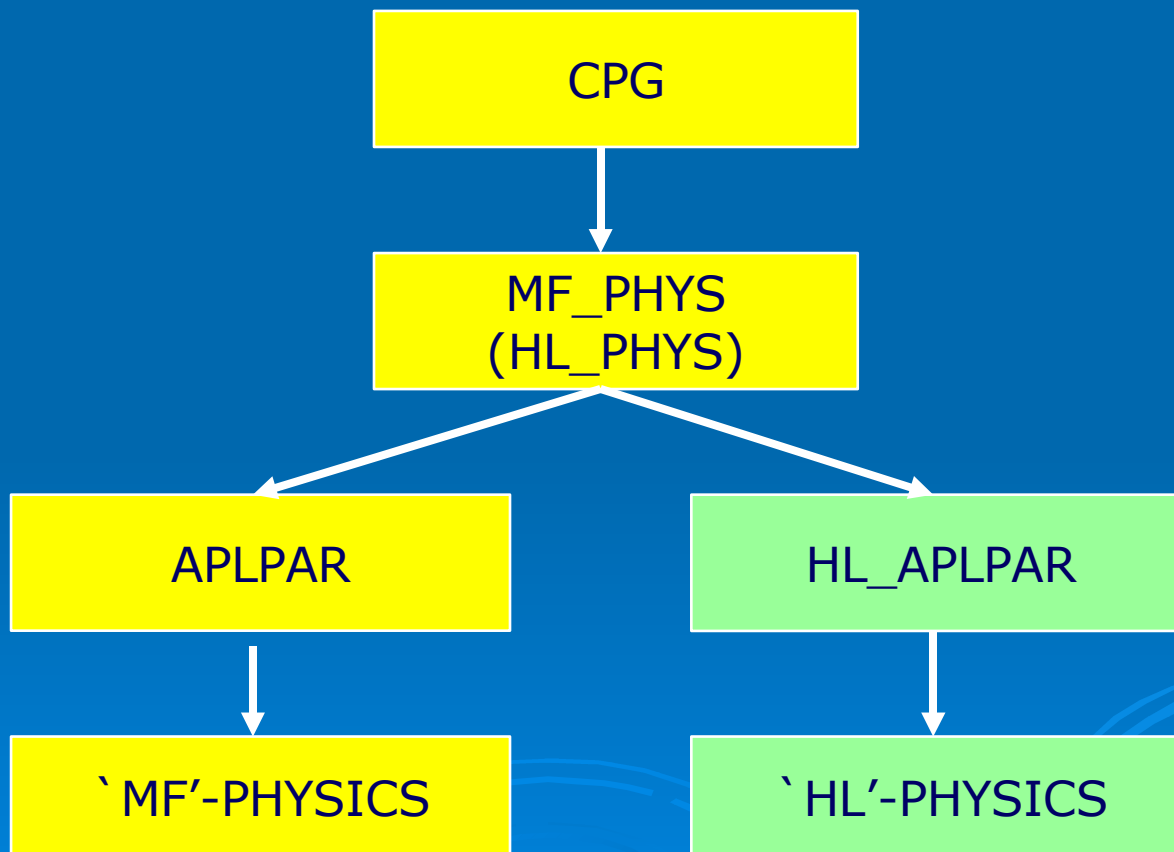 CPG
MF_PHYS
(HL_PHYS)
APLPAR
HL_APLPAR
`MF’-PHYSICS
`HL’-PHYSICS